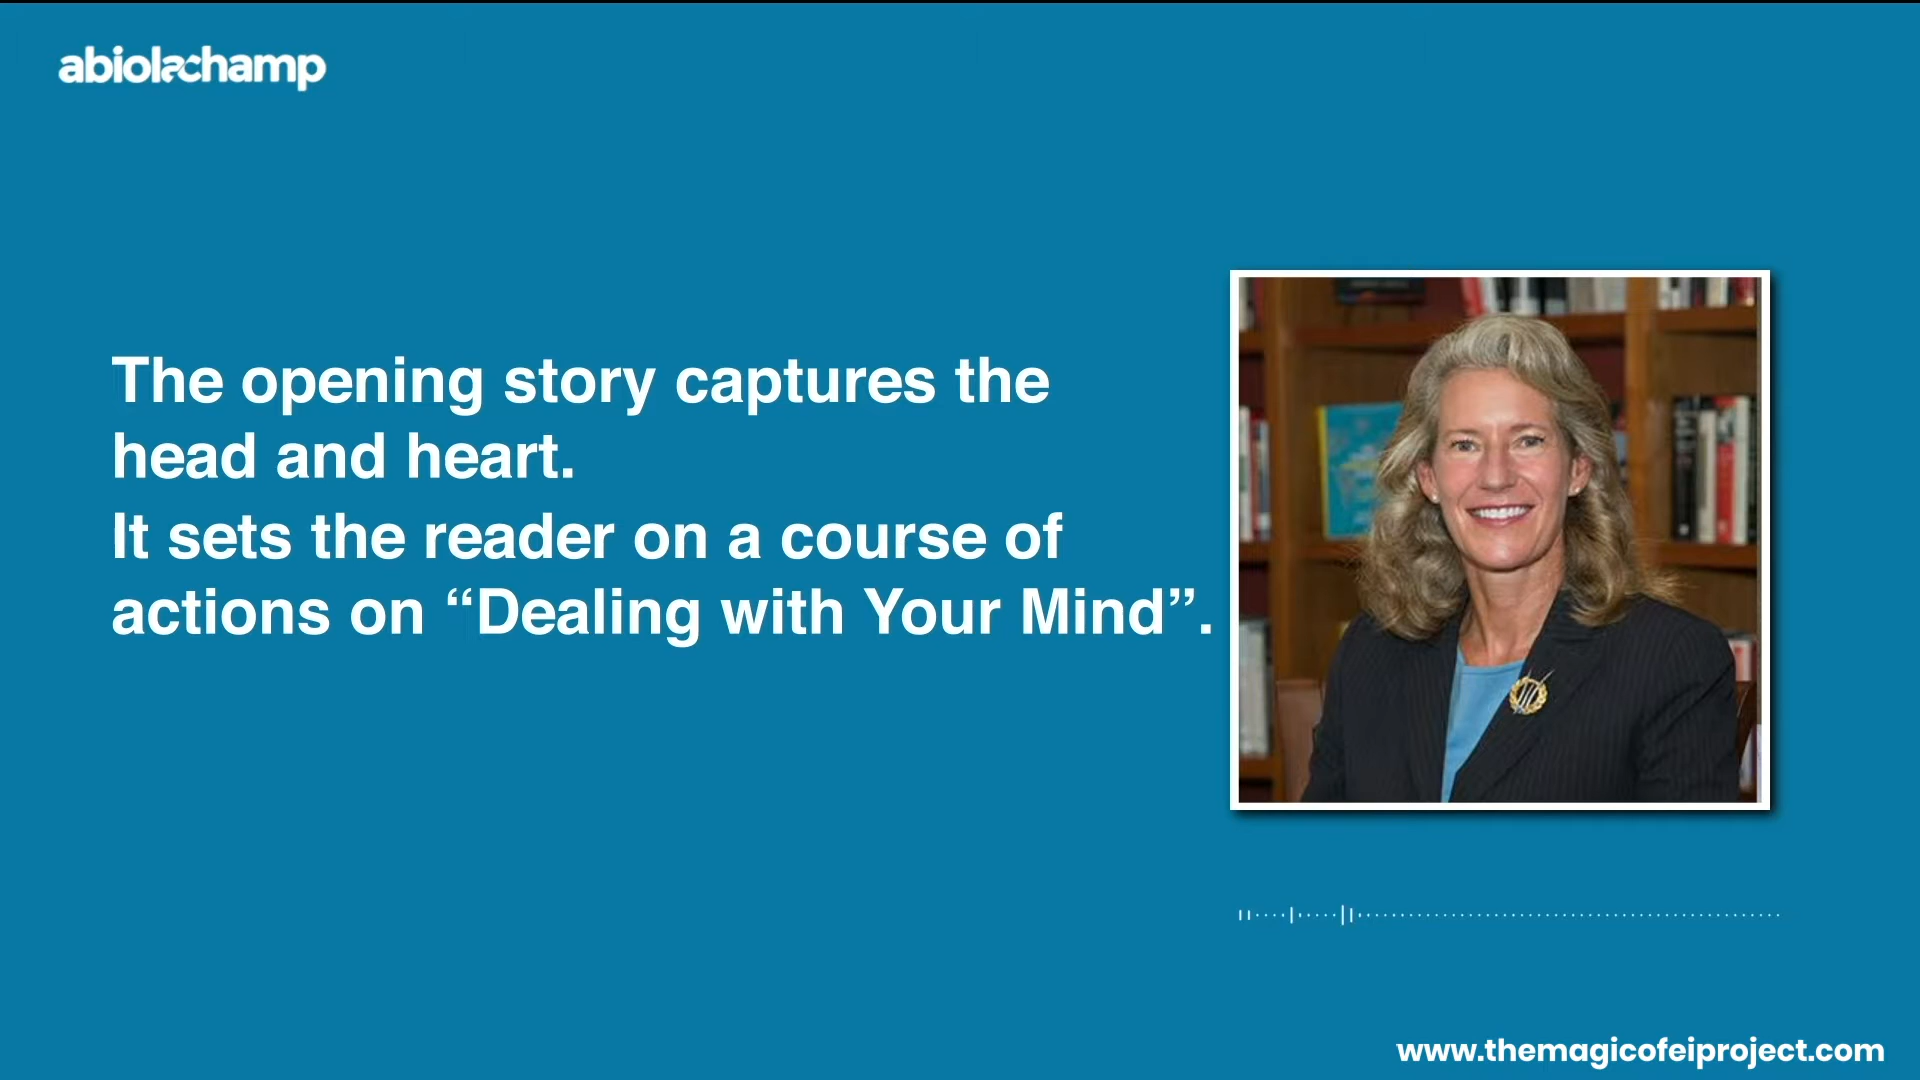 abiolachamp
The opening story captures the
head and heart.
It sets the reader on a course of
actions on “Dealing with Your Mind”.
www.themagicofeiproject.com